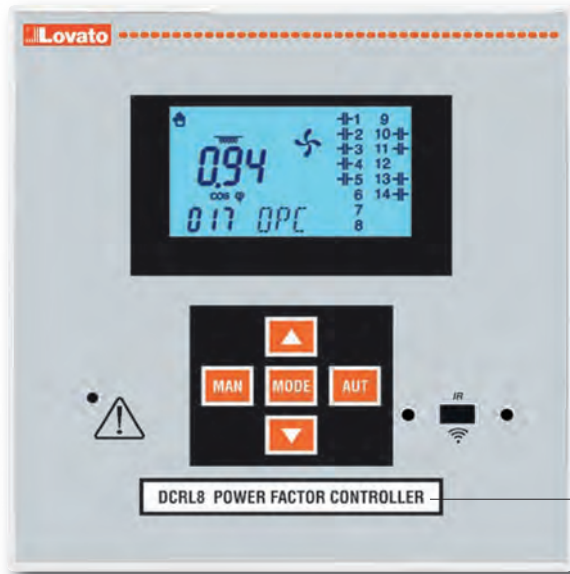 Lovato
1 9
2 10
3 11
0.94 4 12
5 13
cos φ 6 14
017 OPC 7
8
MAN MODE AUT
IR
DCRL8 POWER FACTOR CONTROLLER